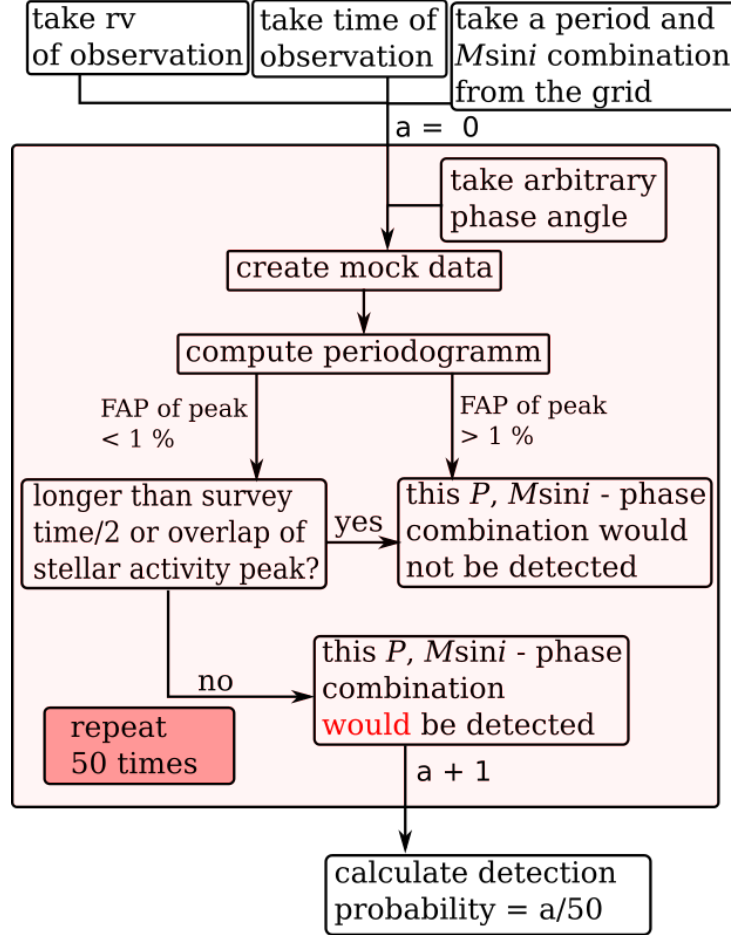 take rv
of observation
take time of
observation
take a period and
Msini combination
from the grid
a = 0
take arbitrary
phase angle
create mock data
compute periodogramm
FAP of peak
< 1 %
FAP of peak
> 1 %
longer than survey
time/2 or overlap of
stellar activity peak?
yes
this P, Msini - phase
combination would
not be detected
no
this P, Msini - phase
combination
would be detected
repeat
50 times
a + 1
calculate detection
probability = a/50